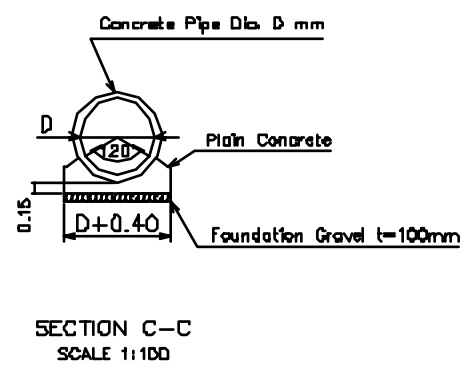 Concrete Pipe Dia. D mm
D
120°
Plain Concrete
0.15
D+0.40
Foundation Gravel t=100mm
SECTION C-C
SCALE 1:100